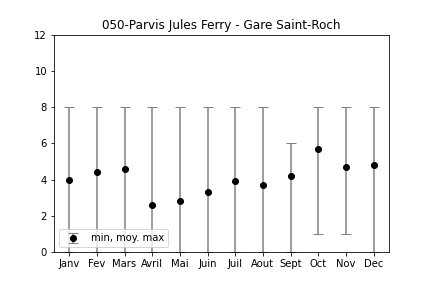 050-Parvis Jules Ferry - Gare Saint-Roch
12
10
8
6
4
2
0
min, moy. max
Janv Fev Mars Avril Mai Juin Juil Aout Sept Oct Nov Dec